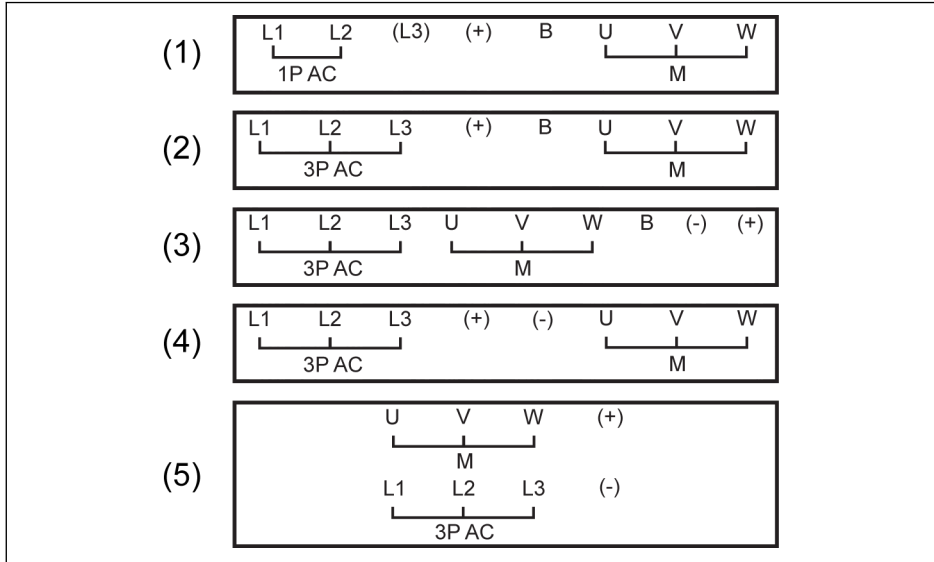 (1) L1 L2 (L3) (+) B U V W
1P AC M
(2) L1 L2 L3 (+) B U V W
3P AC M
(3) L1 L2 L3 U V W B (-) (+)
3P AC M
(4) L1 L2 L3 (+) (-) U V W
3P AC M
(5) U V W (+)
M
L1 L2 L3 (-)
3P AC